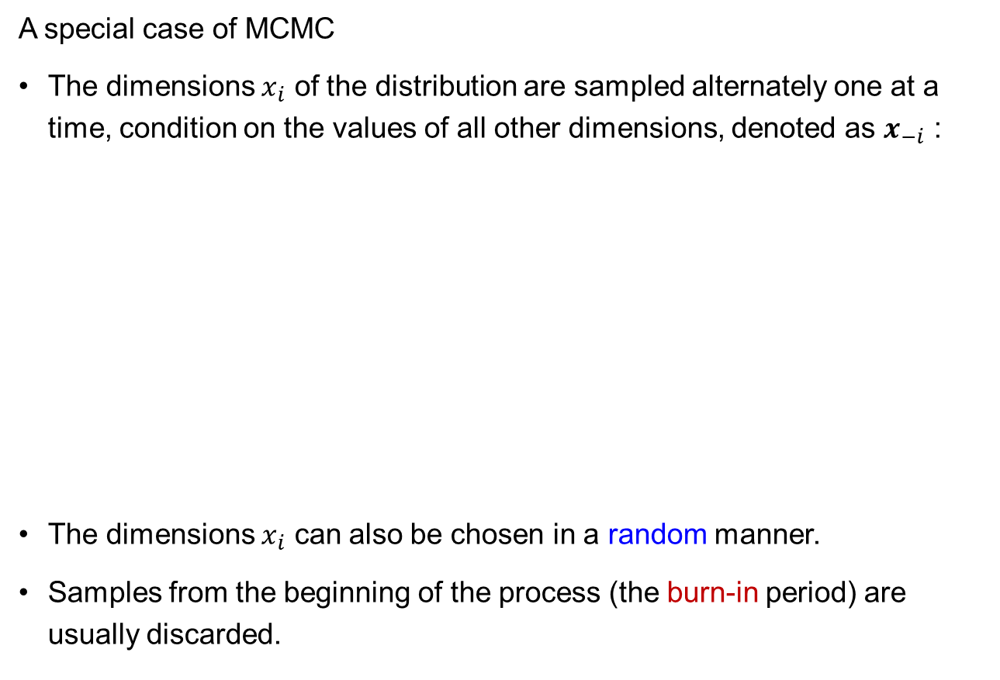 A special case of MCMC
• The dimensions $x_i$ of the distribution are sampled alternately one at a
time, condition on the values of all other dimensions, denoted as $\boldsymbol{x}_{-i}$ :
• The dimensions $x_i$ can also be chosen in a random manner.
• Samples from the beginning of the process (the burn-in period) are
usually discarded.